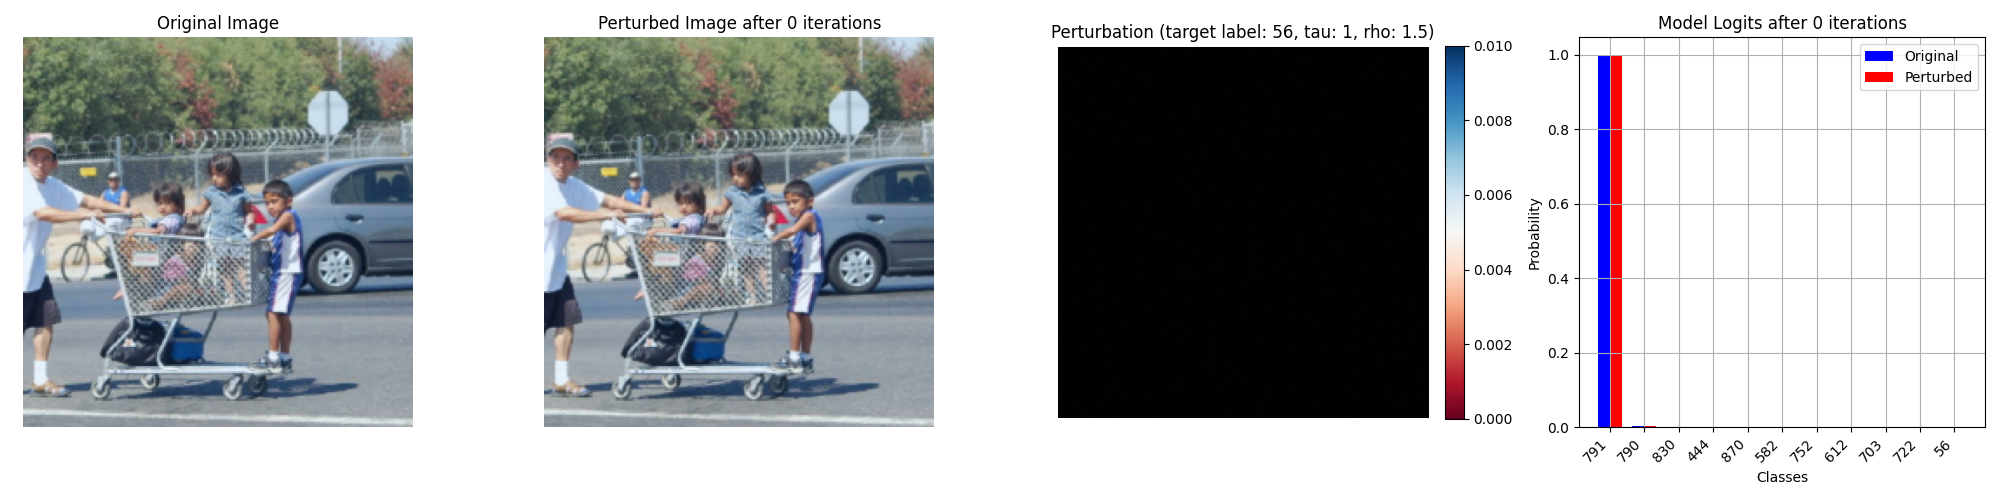 Original Image
Perturbed Image after 0 iterations
Perturbation (target label: 56, tau: 1, rho: 1.5)
0.010
0.008
0.006
0.004
0.002
0.000
Model Logits after 0 iterations
Original
Perturbed
Probability
1.0
0.8
0.6
0.4
0.2
0.0
791 790 830 444 870 582 752 612 703 722 56
Classes